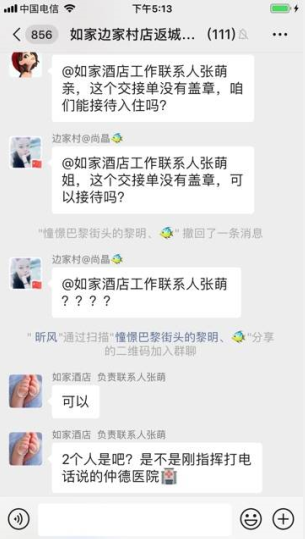 中国电信
下午5:13
856
如家边家村店返城... (111)
@如家酒店工作联系人张萌
亲，这个交接单没有盖章，咱
们能接待入住吗?
边家村@尚晶
@如家酒店工作联系人张萌
姐，这个交接单没有盖章，可
以接待吗?
"憧憬巴黎街头的黎明、🐠" 撤回了一条消息
边家村@尚晶
@如家酒店工作联系人张萌
？？？？
" 昕风"通过扫描"憧憬巴黎街头的黎明、🐠"分享
的二维码加入群聊
如家酒店 负责联系人张萌
可以
如家酒店 负责联系人张萌
2个人是吧？是不是刚指挥打电
话说的仲德医院🏥